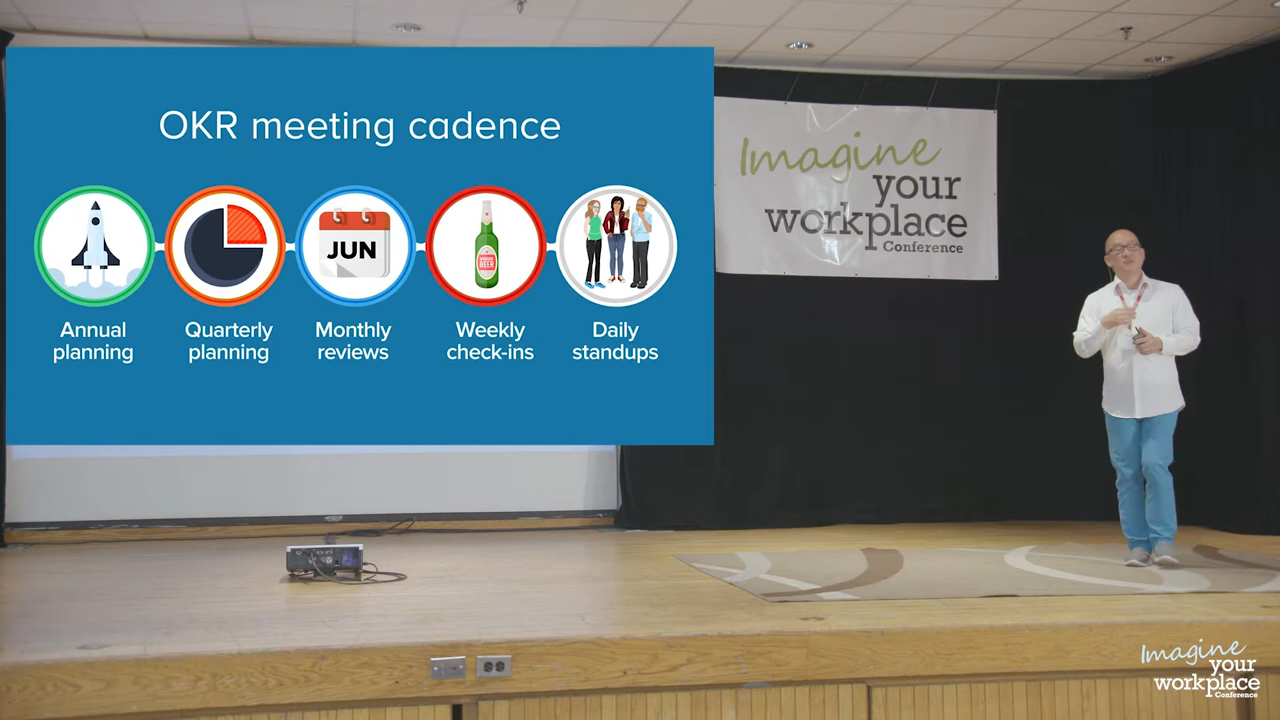 OKR meeting cadence
JUN
BEER
Annual
planning
Quarterly
planning
Monthly
reviews
Weekly
check-ins
Daily
standups
Imagine
your
workplace
Conference
Imagine
your
workplace
Conference